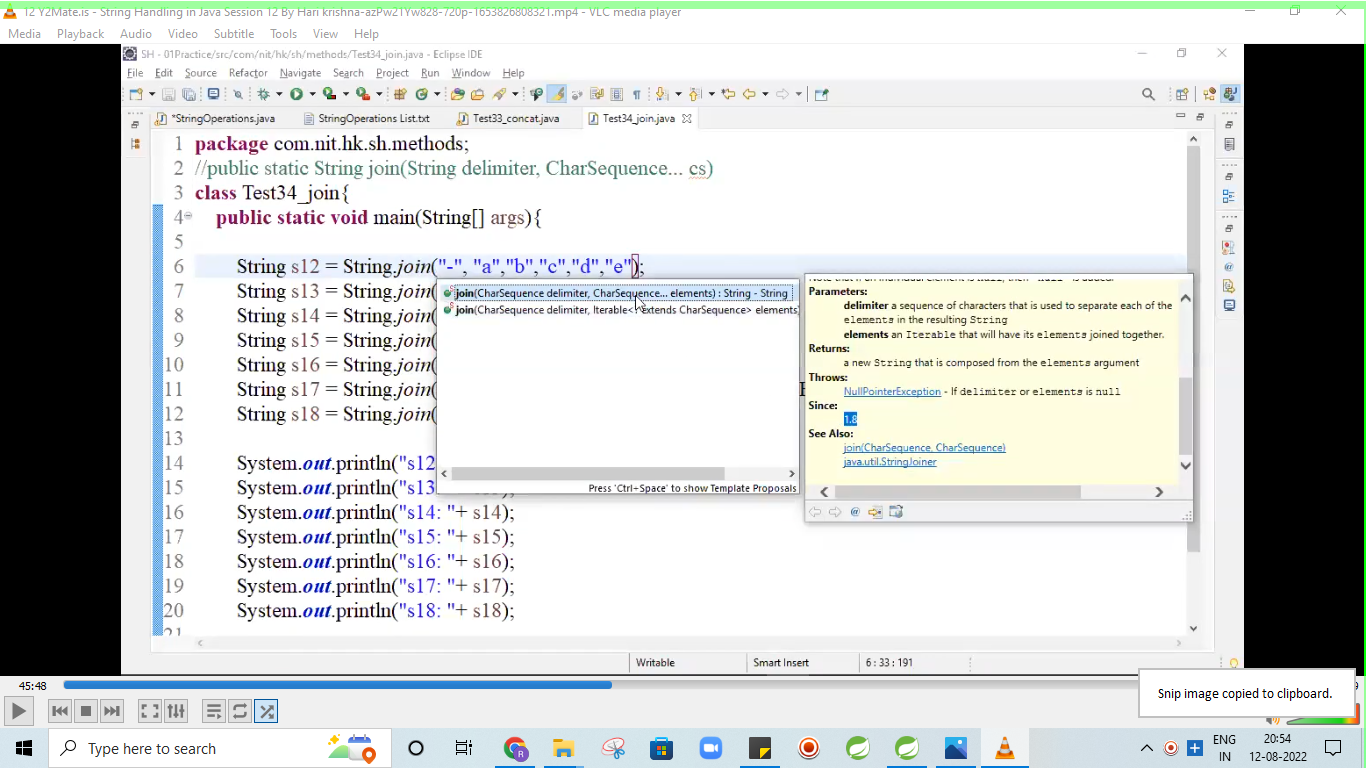 12 Y2Mate.is - String Handling in Java Session 12 By Hari krishna-azPw21Yw828-720p-1653826808321.mp4 - VLC media player
Media Playback Audio Video Subtitle Tools View Help
SH - 01Practice/src/com/nit/hk/sh/methods/Test34_join.java - Eclipse IDE
File Edit Source Refactor Navigate Search Project Run Window Help
*StringOperations.java StringOperations List.txt Test33_concat.java Test34_join.java
1 package com.nit.hk.sh.methods;
2 //public static String join(String delimiter, CharSequence... cs)
3 class Test34_join{
4 public static void main(String[] args){
5
6 String s12 = String.join("-", "a","b","c","d","e");
7 String s13 = String.join(
8 String s14 = String.join(
9 String s15 = String.join(
10 String s16 = String.join(
11 String s17 = String.join(
12 String s18 = String.join(
13
14 System.out.println("s12
15 System.out.println("s13
16 System.out.println("s14: "+ s14);
17 System.out.println("s15: "+ s15);
18 System.out.println("s16: "+ s16);
19 System.out.println("s17: "+ s17);
20 System.out.println("s18: "+ s18);
21
join(CharSequence delimiter, CharSequence... elements) : String - String
join(CharSequence delimiter, Iterable<? extends CharSequence> elements)
Press 'Ctrl+Space' to show Template Proposals
Parameters:
delimiter a sequence of characters that is used to separate each of the
elements in the resulting String
elements an Iterable that will have its elements joined together.
Returns:
a new String that is composed from the elements argument
Throws:
NullPointerException - If delimiter or elements is null
Since:
1.8
See Also:
join(CharSequence, CharSequence)
java.util.StringJoiner
Writable Smart Insert 6 : 33 : 191
45:48
Snip image copied to clipboard.
Type here to search
R
ENG
IN
20:54
12-08-2022